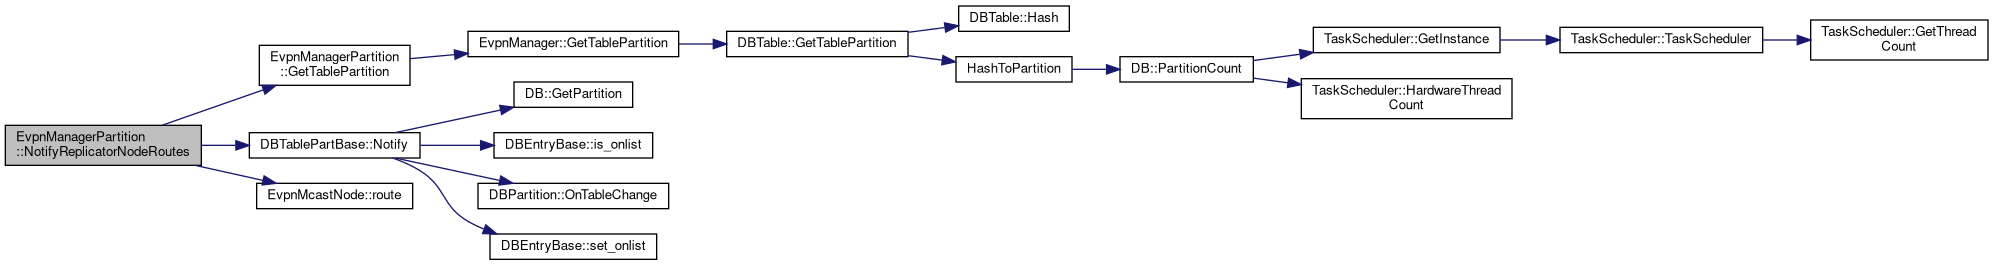 EvpnManagerPartition
::NotifyReplicatorNodeRoutes
EvpnManagerPartition
::GetTablePartition
EvpnManager::GetTablePartition
DBTable::GetTablePartition
DBTable::Hash
HashToPartition
DB::PartitionCount
TaskScheduler::GetInstance
TaskScheduler::TaskScheduler
TaskScheduler::GetThread
Count
TaskScheduler::HardwareThread
Count
DBTablePartBase::Notify
DB::GetPartition
DBEntryBase::is_onlist
DBPartition::OnTableChange
DBEntryBase::set_onlist
EvpnMcastNode::route